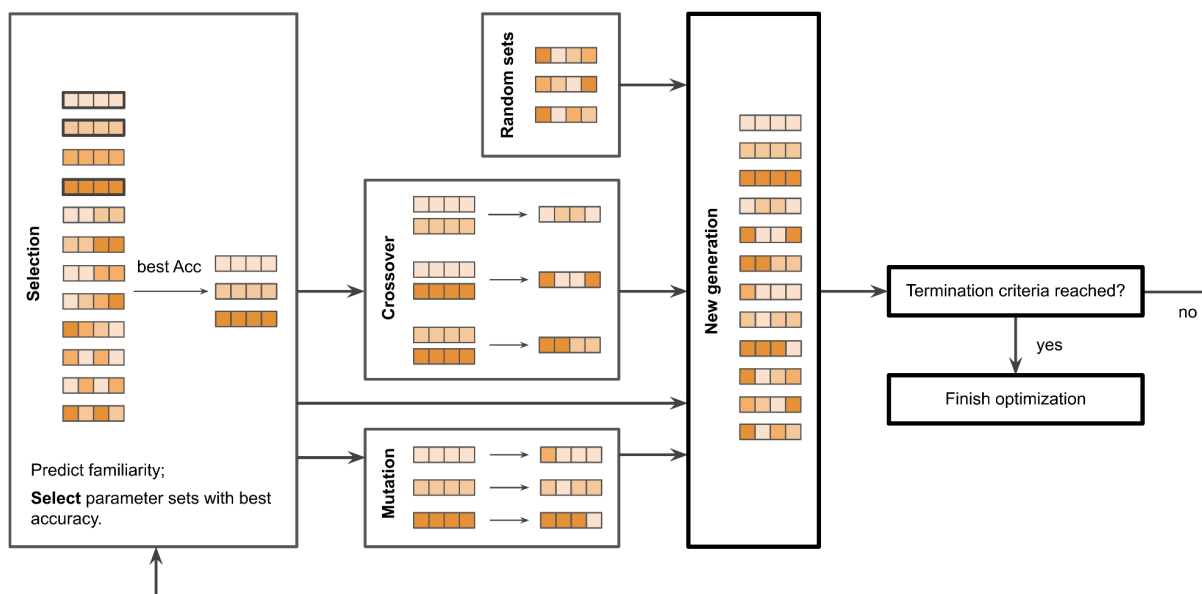 Selection
best Acc
Predict familiarity;
Select parameter sets with best
accuracy.
Random sets
Crossover
Mutation
New generation
Termination criteria reached?
no
yes
Finish optimization